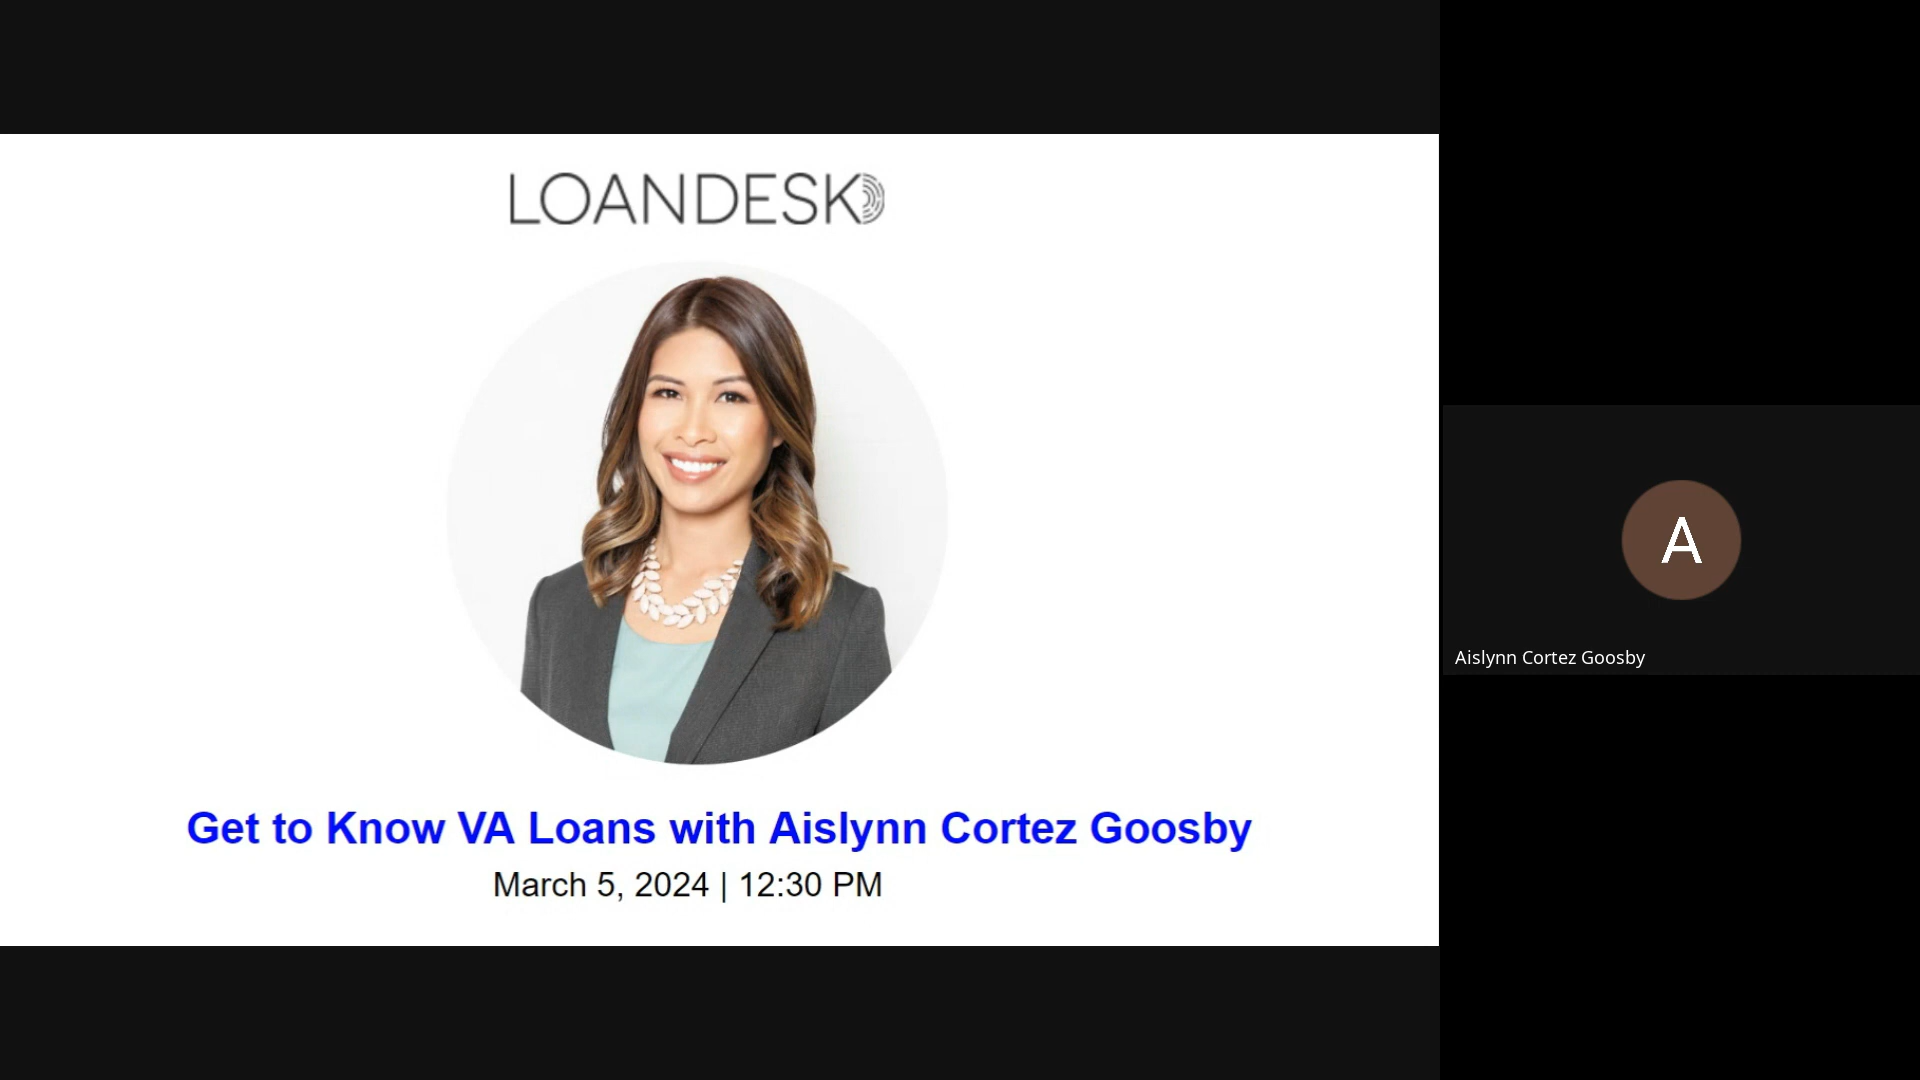 LOANDESK
Get to Know VA Loans with Aislynn Cortez Goosby
March 5, 2024 | 12:30 PM
A
Aislynn Cortez Goosby